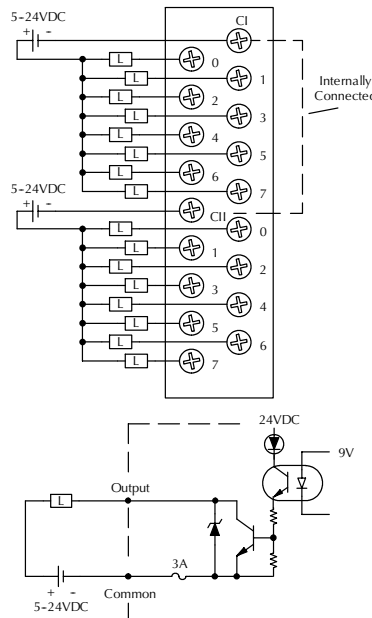 5-24VDC
CI
+ -
L
0
L
1
L
2
L
3
L
4
L
5
L
6
L
7
Internally
Connected
5-24VDC
+ -
CII
L
0
L
1
L
2
L
3
L
4
L
5
L
6
L
7
24VDC
9V
Output
L
3A
+ -
5-24VDC
Common